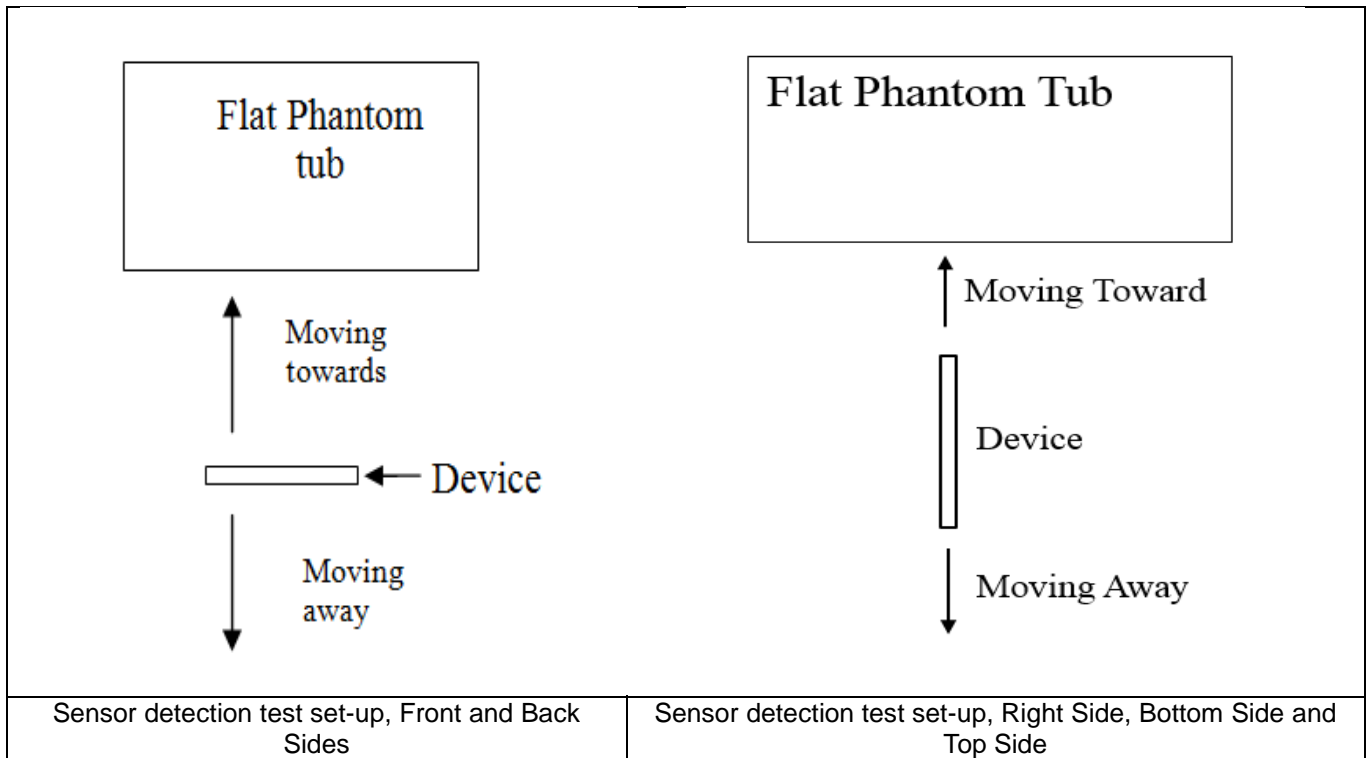 Flat Phantom
tub
Moving
towards
Device
Moving
away
Flat Phantom Tub
Moving Toward
Device
Moving Away
Sensor detection test set-up, Front and Back
Sides
Sensor detection test set-up, Right Side, Bottom Side and
Top Side